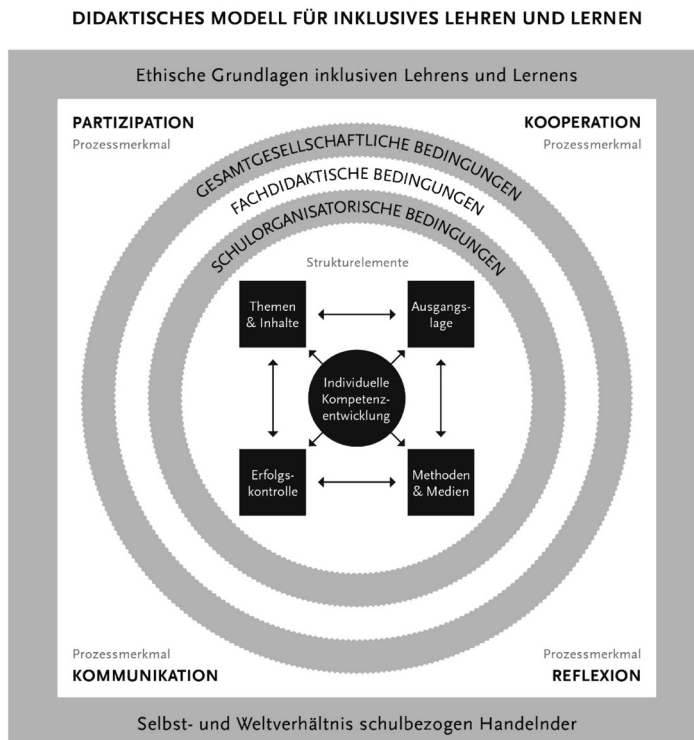 DIDAKTISCHES MODELL FÜR INKLUSIVES LEHREN UND LERNEN
Ethische Grundlagen inklusiven Lehrens und Lernens
PARTIZIPATION
Prozessmerkmal
KOOPERATION
Prozessmerkmal
GESAMTGESELLSCHAFTLICHE BEDINGUNGEN
FACHDIDAKTISCHE BEDINGUNGEN
SCHULORGANISATORISCHE BEDINGUNGEN
Strukturelemente
Themen
& Inhalte
Ausgangs-
lage
Individuelle
Kompetenz-
entwicklung
Erfolgs-
kontrolle
Methoden
& Medien
Prozessmerkmal
KOMMUNIKATION
Prozessmerkmal
REFLEXION
Selbst- und Weltverhältnis schulbezogen Handelnder